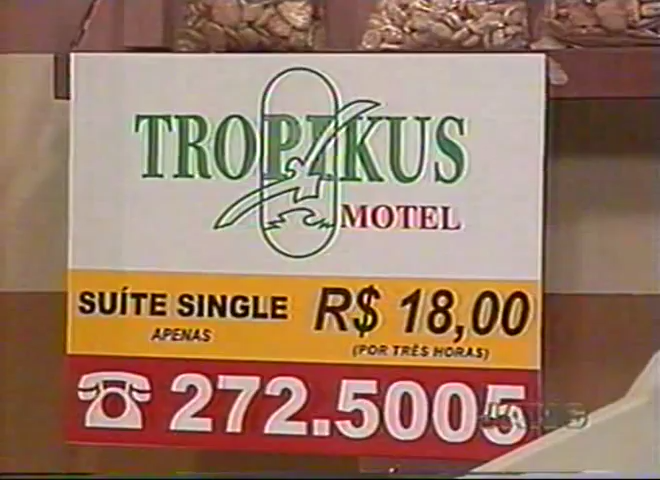 TROPIKUS
MOTEL
SUÍTE SINGLE R$ 18,00
APENAS (POR TRÊS HORAS)
272.5005